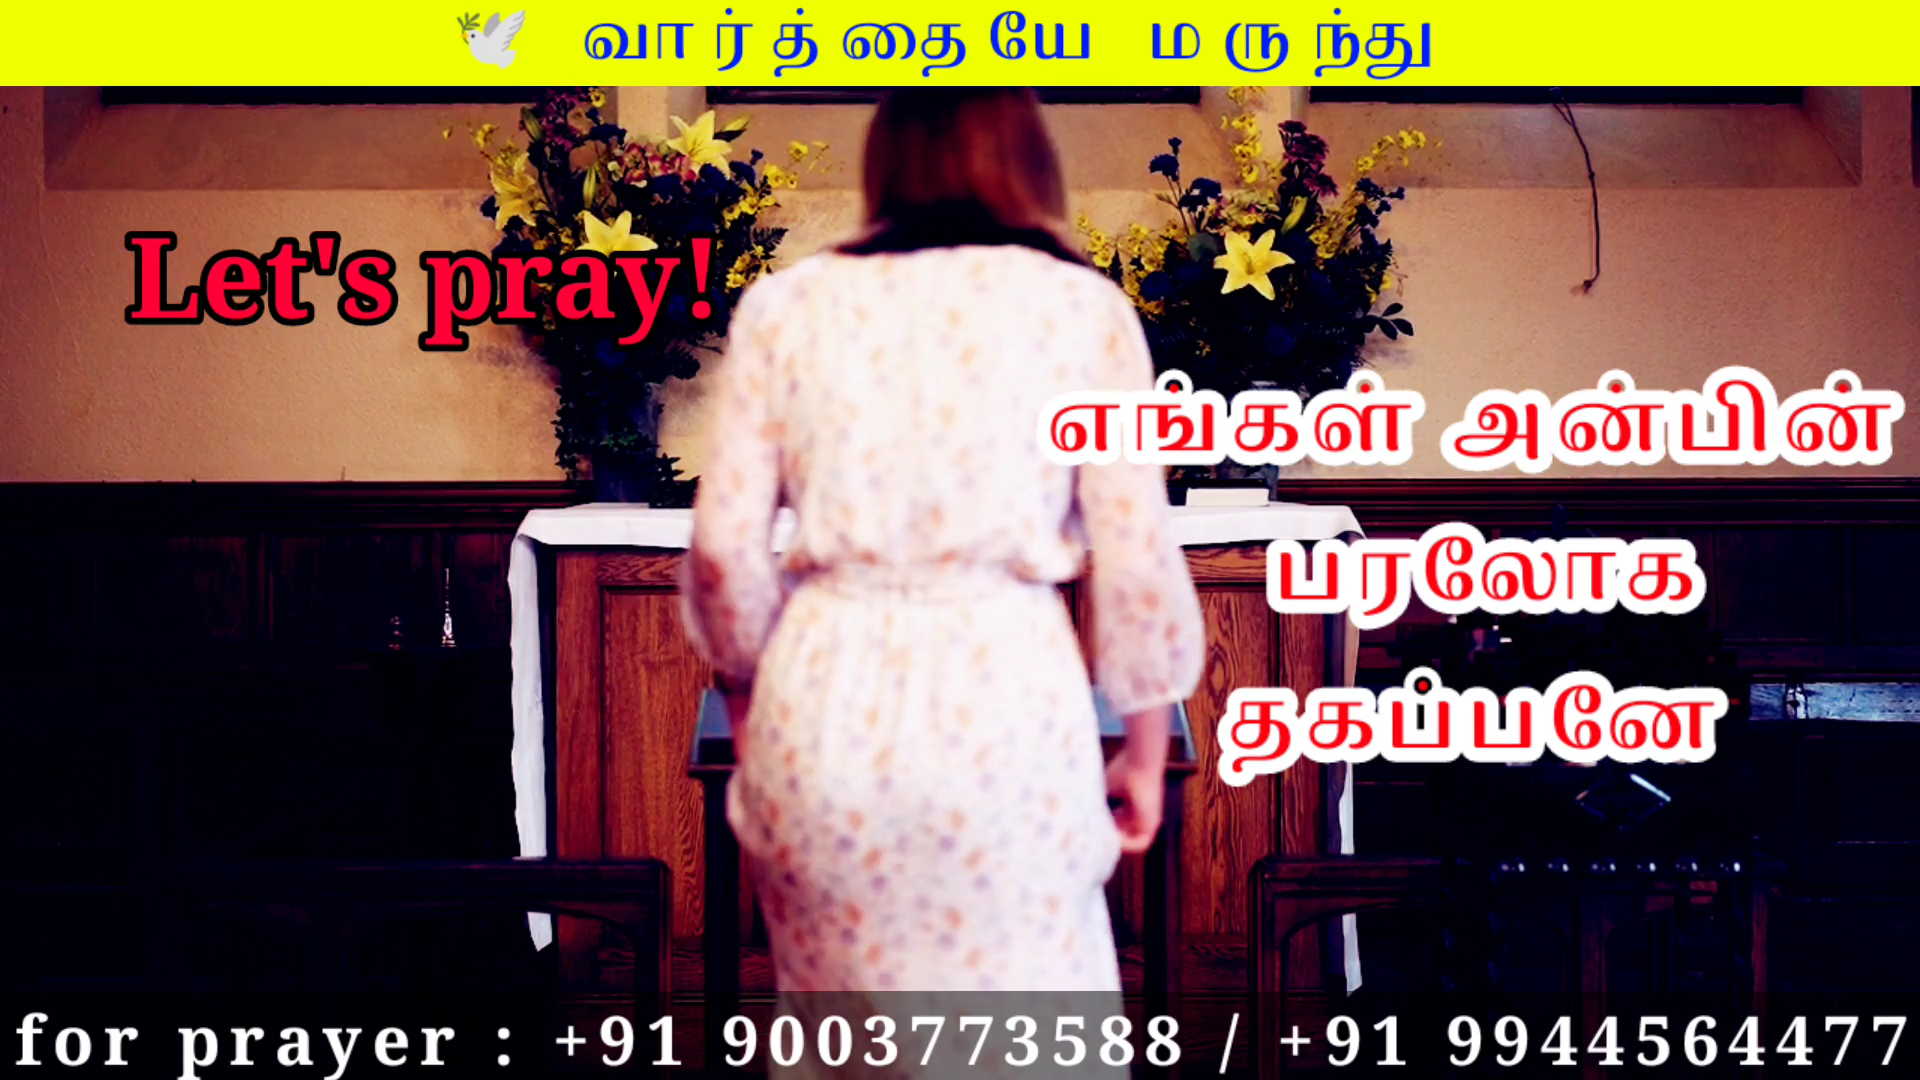 வார்த்தையே மருந்து
Let's pray!
எங்கள் அன்பின்
பரலோக
தகப்பனே
for prayer : +91 9003773588 / +91 9944564477